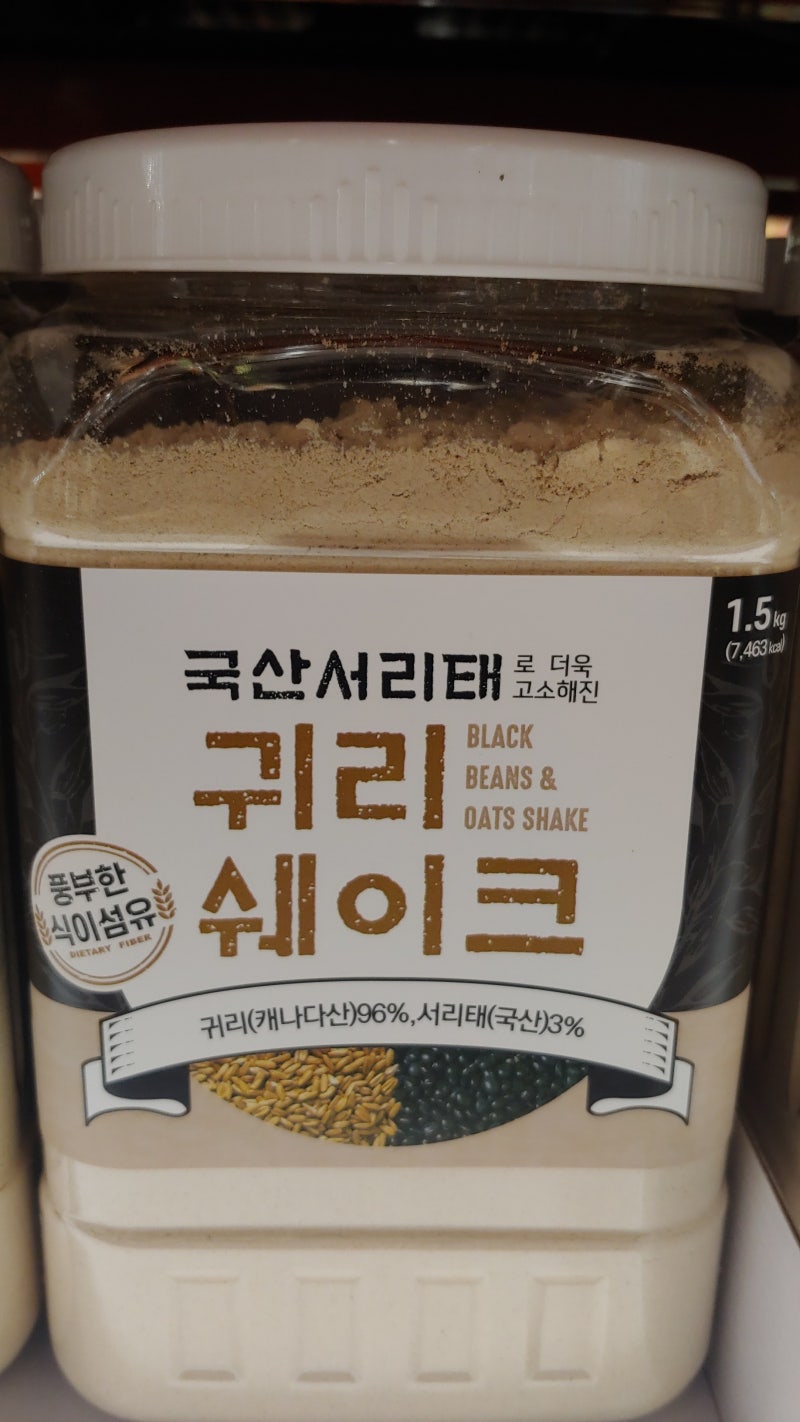 1.5kg
(7,463 kcal)
국산서리태로 더욱
고소해진
귀리
쉐이크
BLACK
BEANS &
OATS SHAKE
풍부한
식이섬유
DIETARY FIBER
귀리(캐나다산)96%,서리태(국산)3%